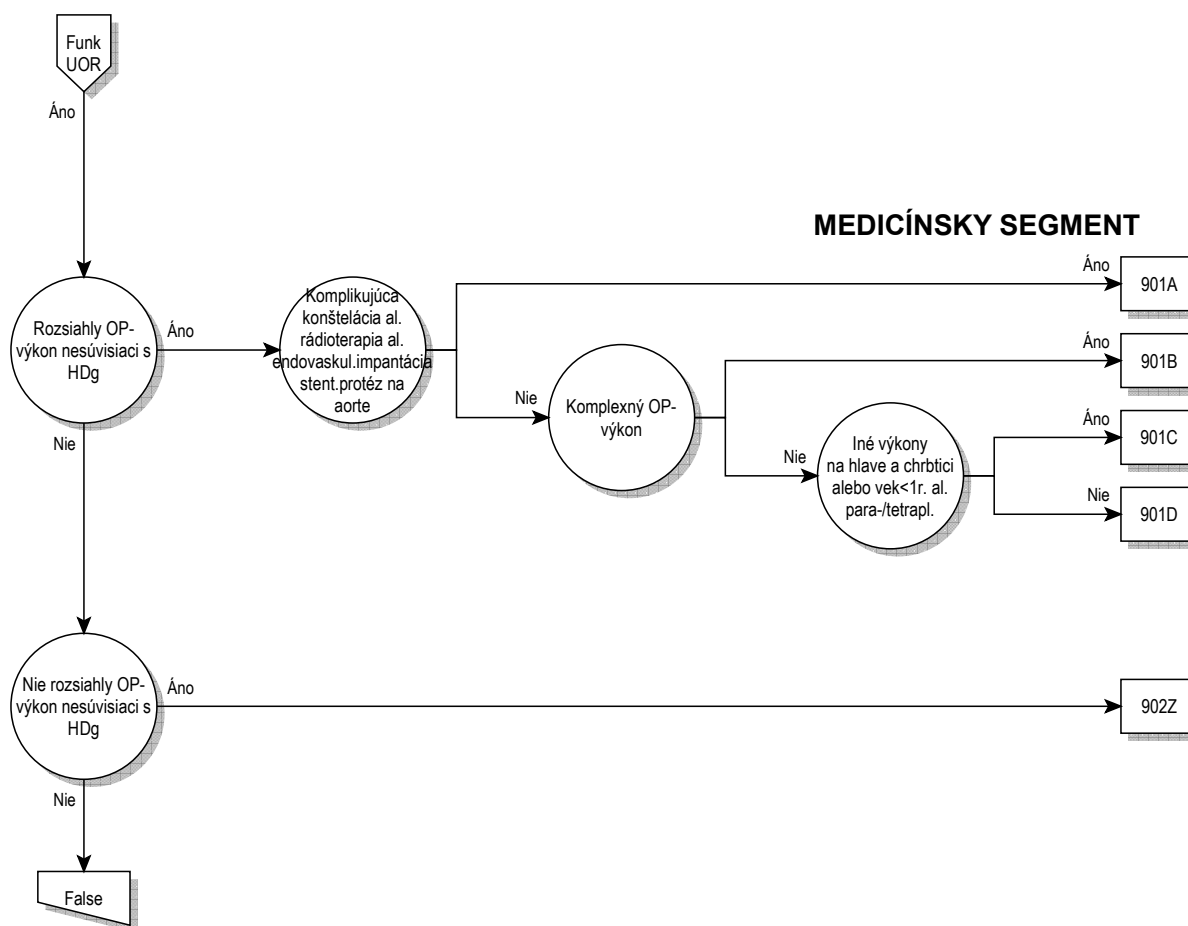 Funk
UOR
Áno
MEDICÍNSKY SEGMENT
Rozsiahly OP-
výkon nesúvisiaci s
HDg
Áno
Nie
Komplikujúca
konštelácia al.
rádioterapia al.
endovaskul.impantácia
stent.protéz na
aorte
Áno
901A
Nie
Komplexný OP-
výkon
Áno
901B
Nie
Iné výkony
na hlave a chrbtici
alebo vek<1r. al.
para-/tetrapl.
Áno
901C
Nie
901D
Nie rozsiahly OP-
výkon nesúvisiaci s
HDg
Áno
902Z
Nie
False